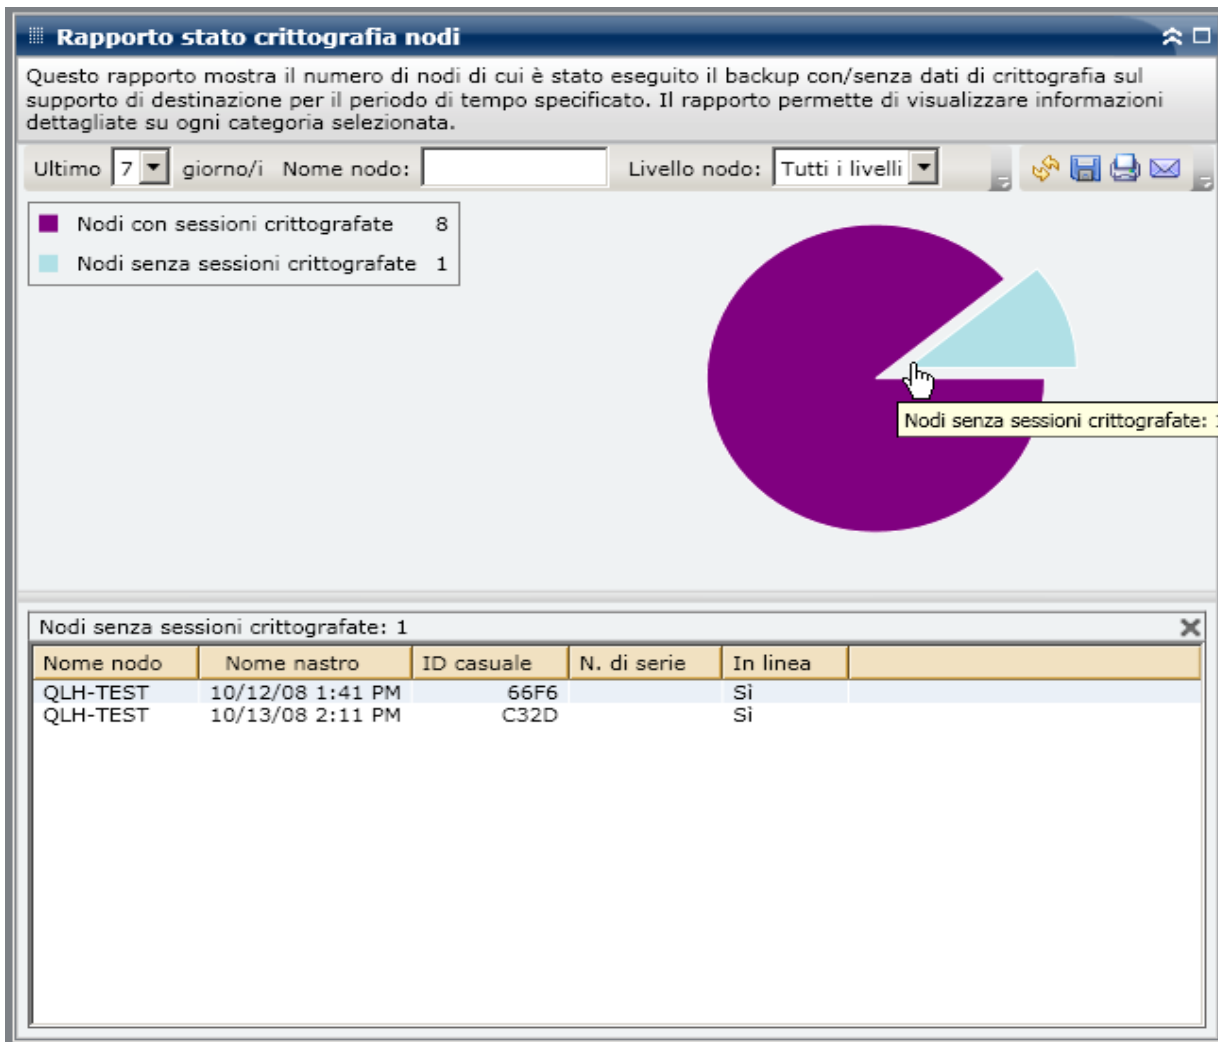 Rapporto stato crittografia nodi
Questo rapporto mostra il numero di nodi di cui è stato eseguito il backup con/senza dati di crittografia sul
supporto di destinazione per il periodo di tempo specificato. Il rapporto permette di visualizzare informazioni
dettagliate su ogni categoria selezionata.
Ultimo 7 giorno/i Nome nodo: Livello nodo: Tutti i livelli
Nodi con sessioni crittografate 8
Nodi senza sessioni crittografate 1
Nodi senza sessioni crittografate:
Nodi senza sessioni crittografate: 1
Nome nodo Nome nastro ID casuale N. di serie In linea
QLH-TEST 10/12/08 1:41 PM 66F6 Sì
QLH-TEST 10/13/08 2:11 PM C32D Sì